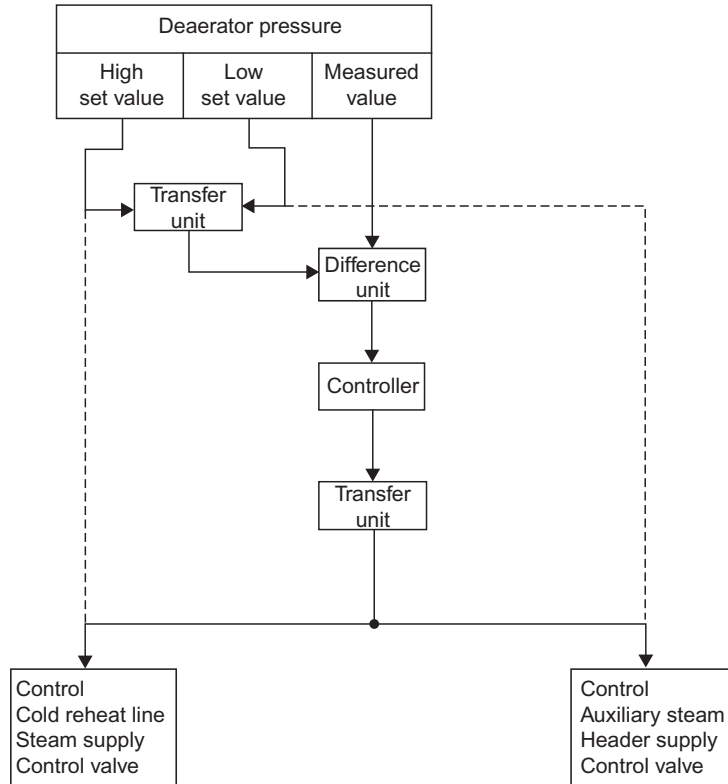 Deaerator pressure
High
set value
Low
set value
Measured
value
Transfer
unit
Difference
unit
Controller
Transfer
unit
Control
Cold reheat line
Steam supply
Control valve
Control
Auxiliary steam
Header supply
Control valve